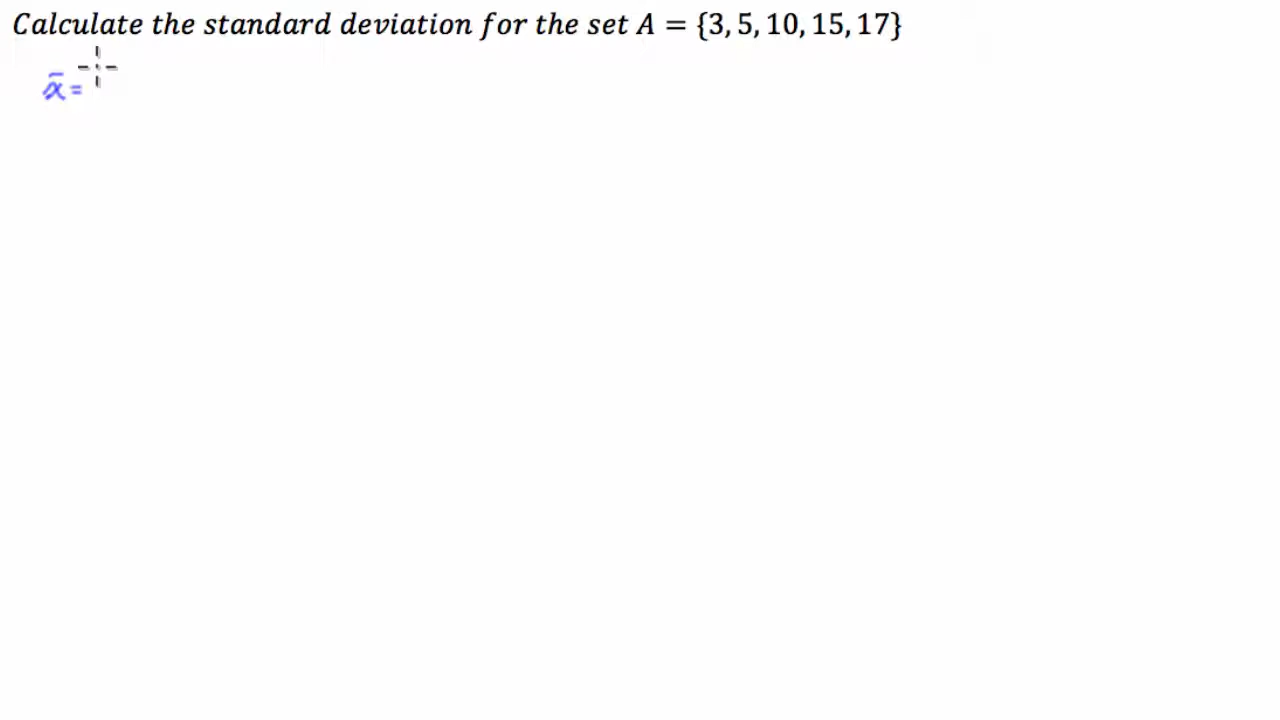 Calculate the standard deviation for the set A = {3, 5, 10, 15, 17}
x̄ =